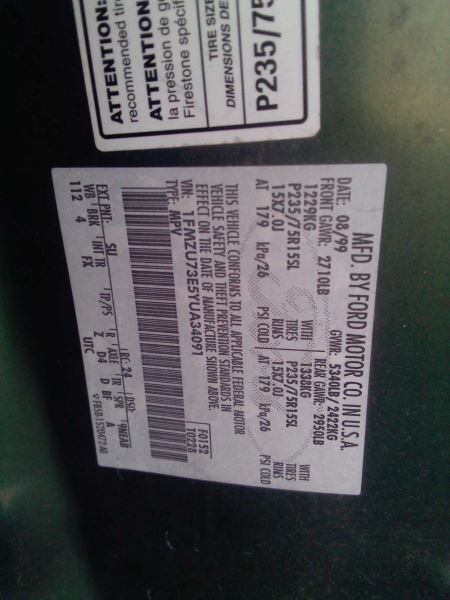 ATTENTION:
recommended tire
ATTENTION
la pression de g
Firestone spécif
TIRE SIZE
DIMENSIONS DE
P235/75
MFD. BY FORD MOTOR CO. IN U.S.A.
DATE: 08/99 GVWR: 5340LB/2422KG
FRONT GAWR: 2710LB REAR GAWR: 2950LB
1229KG WITH 1338KG WITH
P235/75R15SL TIRES P235/75R15SL TIRES
15X7.0J RIMS 15X7.0J RIMS
AT 179 kPa/26 PSI COLD AT 179 kPa/26 PSI COLD
THIS VEHICLE CONFORMS TO ALL APPLICABLE FEDERAL MOTOR
VEHICLE SAFETY AND THEFT PREVENTION STANDARDS IN
EFFECT ON THE DATE OF MANUFACTURE SHOWN ABOVE.
VIN: 1FMZU73E5YUA34091 F0152
TYPE: MPV T0228
EXT PNT: SU RC: 24 9NEAB
WB BRK INT TR TP/PS R AXLE TR SPR
112 4 FX Z D4 D BF A
UTC